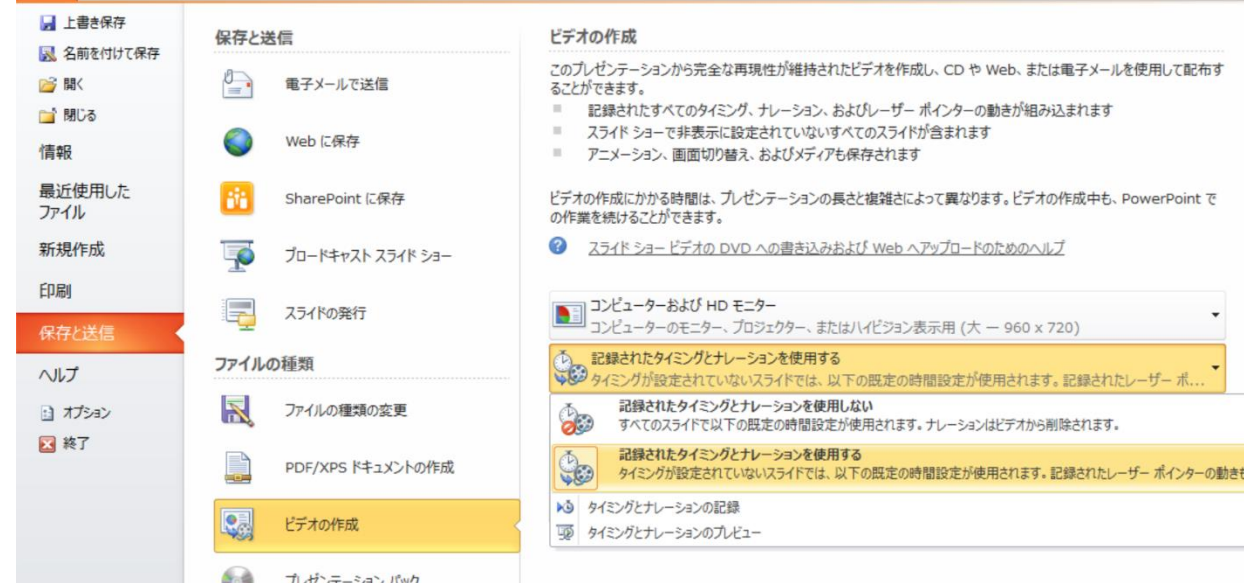 上書き保存
名前を付けて保存
開く
閉じる
情報
最近使用した
ファイル
新規作成
印刷
保存と送信
ヘルプ
オプション
終了
保存と送信
電子メールで送信
Web に保存
SharePoint に保存
ブロードキャスト スライド ショー
スライドの発行
ファイルの種類
ファイルの種類の変更
PDF/XPS ドキュメントの作成
ビデオの作成
プレゼンテーション パック
ビデオの作成
このプレゼンテーションから完全な再現性が維持されたビデオを作成し、CD や Web、または電子メールを使用して配布す
ることができます。
記録されたすべてのタイミング、ナレーション、およびレーザー ポインターの動きが組み込まれます
スライド ショーで非表示に設定されていないすべてのスライドが含まれます
アニメーション、画面切り替え、およびメディアも保存されます
ビデオの作成にかかる時間は、プレゼンテーションの長さと複雑さによって異なります。ビデオの作成中も、PowerPoint で
の作業を続けることができます。
スライド ショー ビデオの DVD への書き込みおよび Web へアップロードのためのヘルプ
コンピューターおよび HD モニター
コンピューターのモニター、プロジェクター、またはハイビジョン表示用 (大 — 960 x 720)
記録されたタイミングとナレーションを使用する
タイミングが設定されていないスライドでは、以下の既定の時間設定が使用されます。記録されたレーザー ポ...
記録されたタイミングとナレーションを使用しない
すべてのスライドで以下の既定の時間設定が使用されます。ナレーションはビデオから削除されます。
記録されたタイミングとナレーションを使用する
タイミングが設定されていないスライドでは、以下の既定の時間設定が使用されます。記録されたレーザー ポインターの動きも
タイミングとナレーションの記録
タイミングとナレーションのプレビュー